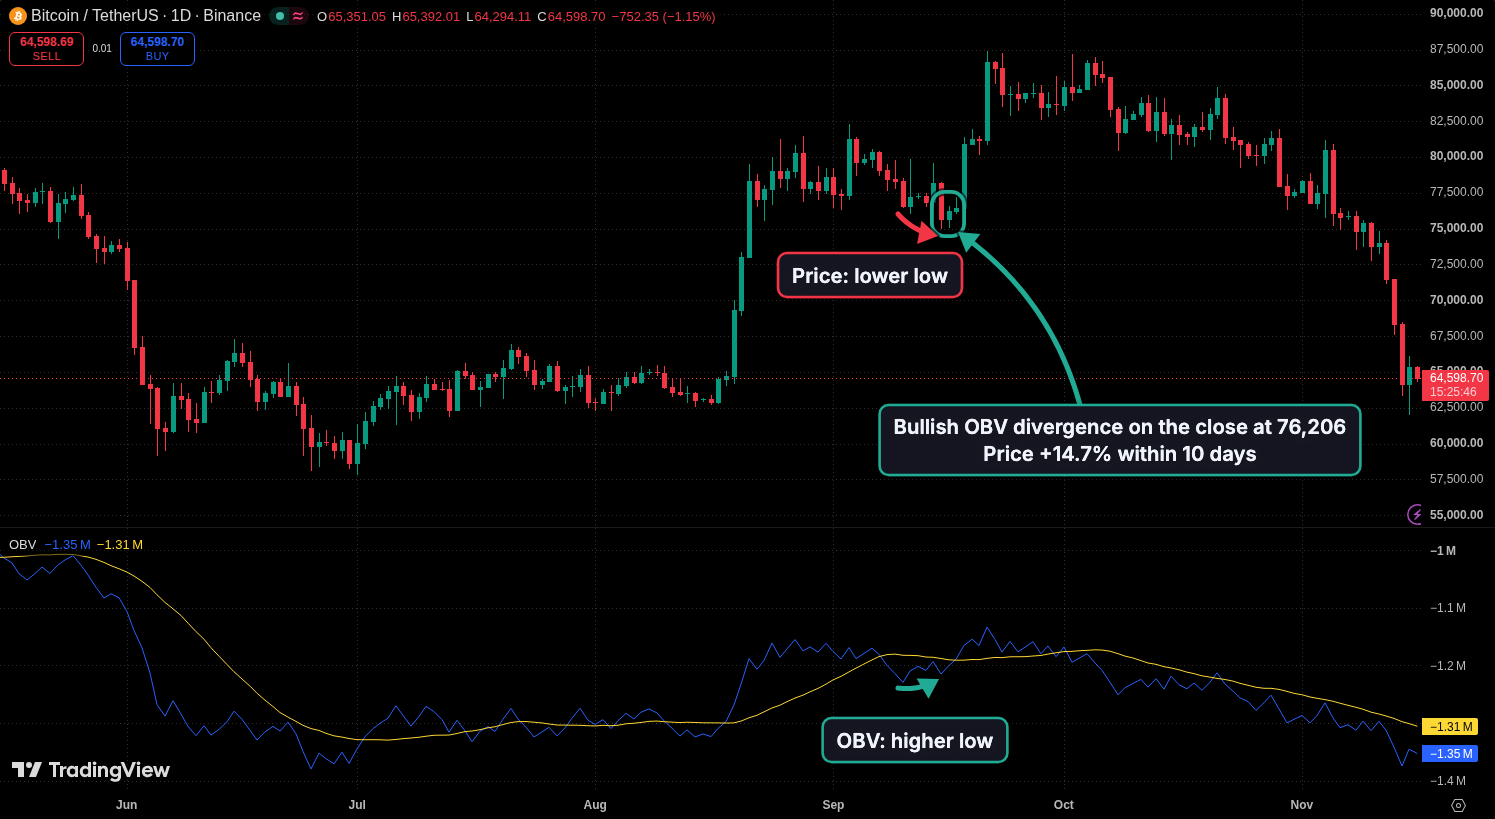 Bitcoin / TetherUS · 1D · Binance O65,351.05 H65,392.01 L64,294.11 C64,598.70 −752.35 (−1.15%)
64,598.69
SELL
0.01
64,598.70
BUY
90,000.00
87,500.00
85,000.00
82,500.00
80,000.00
77,500.00
75,000.00
72,500.00
70,000.00
67,500.00
65,000.00
64,598.70
15:25:46
62,500.00
60,000.00
57,500.00
55,000.00
Price: lower low
Bullish OBV divergence on the close at 76,206
Price +14.7% within 10 days
OBV −1.35 M −1.31 M
−1 M
−1.1 M
−1.2 M
−1.31 M
−1.35 M
−1.4 M
OBV: higher low
TradingView
Jun Jul Aug Sep Oct Nov